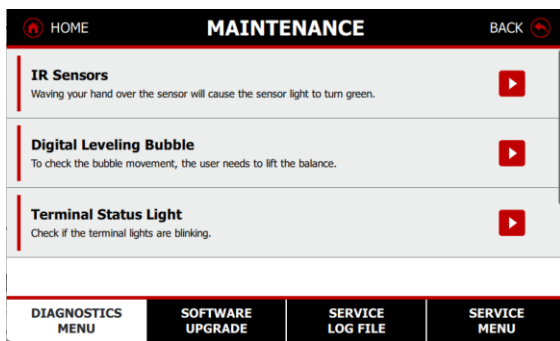 HOME
MAINTENANCE
BACK
IR Sensors
Waving your hand over the sensor will cause the sensor light to turn green.
Digital Leveling Bubble
To check the bubble movement, the user needs to lift the balance.
Terminal Status Light
Check if the terminal lights are blinking.
DIAGNOSTICS
MENU
SOFTWARE
UPGRADE
SERVICE
LOG FILE
SERVICE
MENU